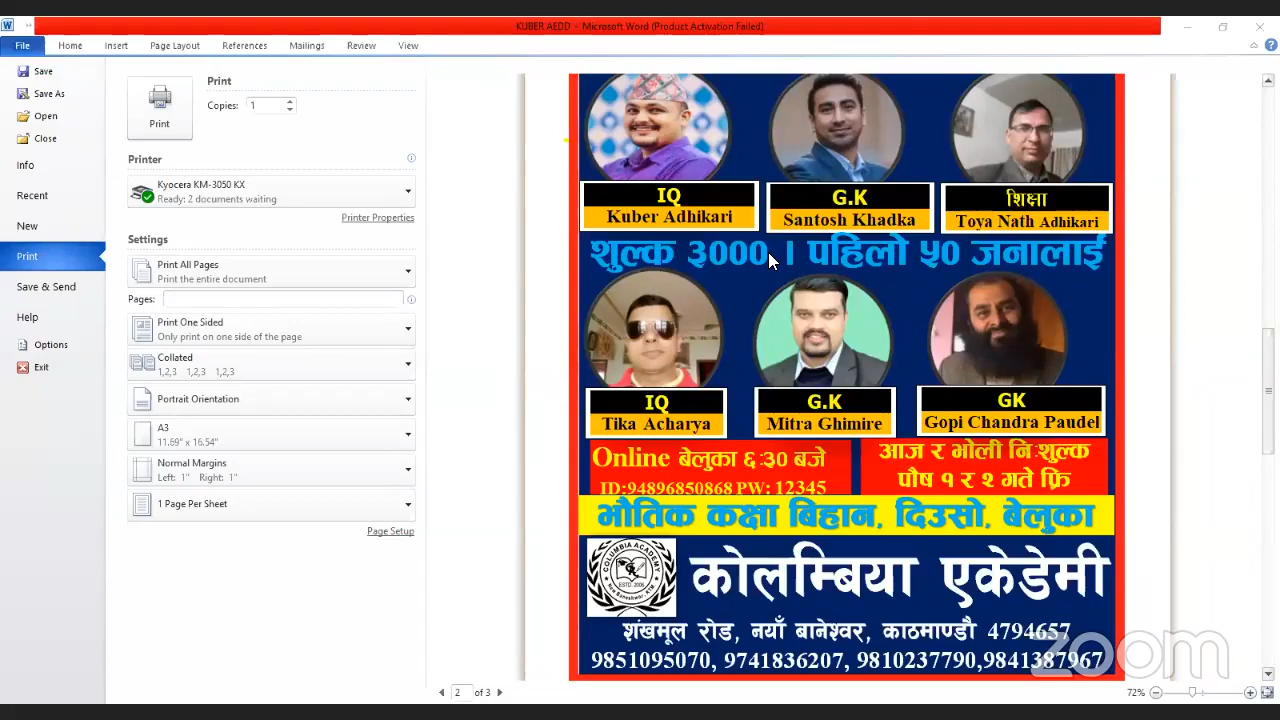 KUBER AEDD - Microsoft Word (Product Activation Failed)
File Home Insert Page Layout References Mailings Review View
Save
Save As
Open
Close
Info
Recent
New
Print
Save & Send
Help
Options
Exit
Print
Print
Copies: 1
Printer
Kyocera KM-3050 KX
Ready: 2 documents waiting
Printer Properties
Settings
Print All Pages
Print the entire document
Pages:
Print One Sided
Only print on one side of the page
Collated
1,2,3 1,2,3 1,2,3
Portrait Orientation
A3
11.69" x 16.54"
Normal Margins
Left: 1" Right: 1"
1 Page Per Sheet
Page Setup
IQ
Kuber Adhikari
G.K
Santosh Khadka
शिक्षा
Toya Nath Adhikari
शुल्क ३००० । पहिलो ५० जनालाई
IQ
Tika Acharya
G.K
Mitra Ghimire
GK
Gopi Chandra Paudel
Online बेलुका ६:३० बजे
ID:94896850868 PW: 12345
आज र भोली नि:शुल्क
पौष १ र २ गते फ्रि
भौतिक कक्षा बिहान, दिउसो, बेलुका
COLUMBIA ACADEMY
ESTD. 2006
New Baneshwor, KTM
कोलम्बिया एकेडेमी
शंखमूल रोड, नयाँ बानेश्वर, काठमाण्डौ 4794657
9851095070, 9741836207, 9810237790,9841387967
zoom
2 of 3
72%